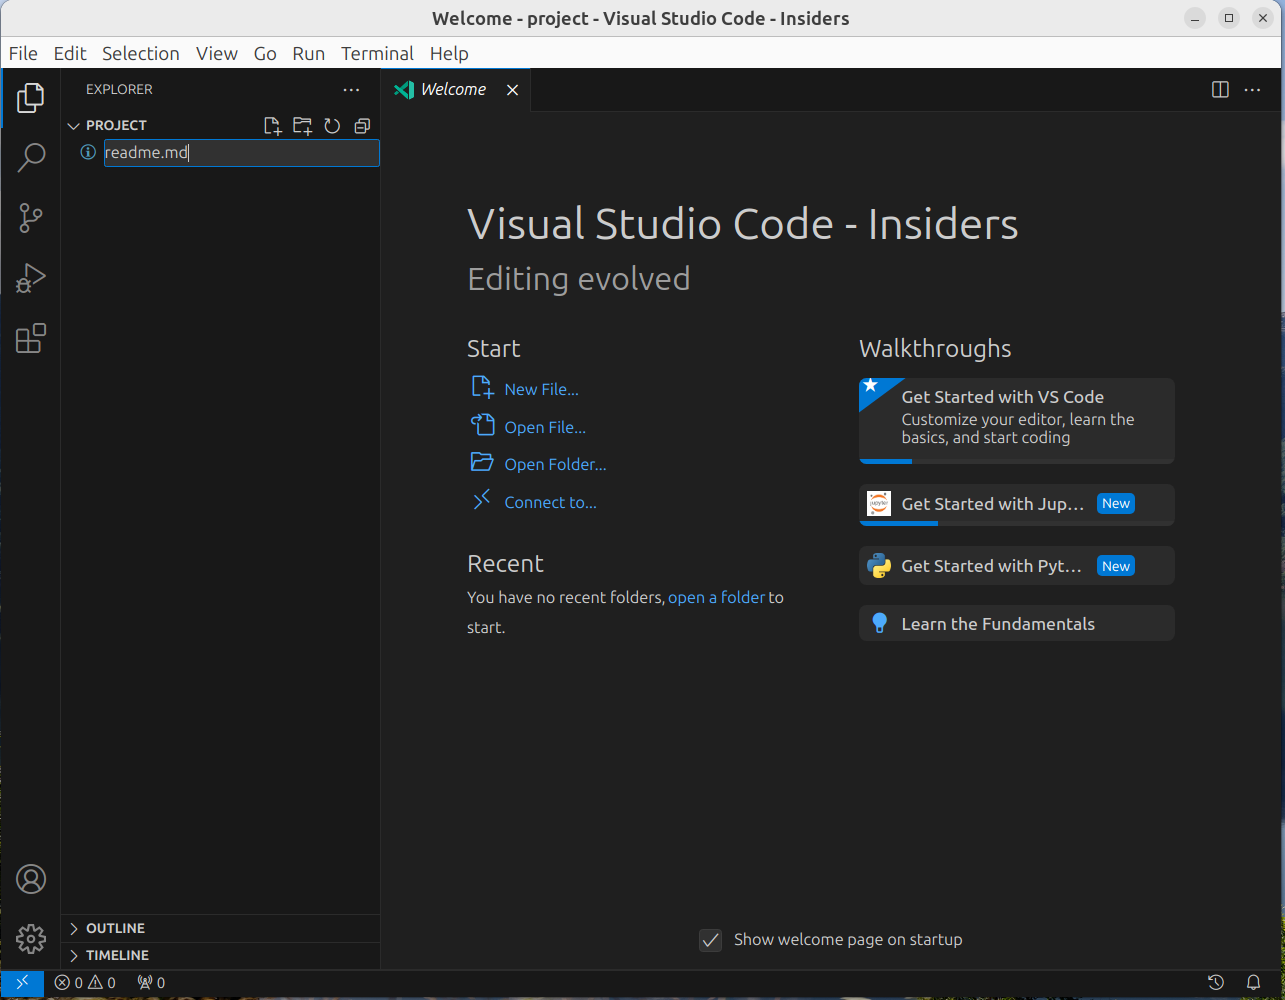 Welcome - project - Visual Studio Code - Insiders
File Edit Selection View Go Run Terminal Help
EXPLORER
Welcome
PROJECT
readme.md
Visual Studio Code - Insiders
Editing evolved
Start
New File...
Open File...
Open Folder...
Connect to...
Recent
You have no recent folders, open a folder to
start.
Walkthroughs
Get Started with VS Code
Customize your editor, learn the
basics, and start coding
jupyter
Get Started with Jup... New
Get Started with Pyt... New
Learn the Fundamentals
OUTLINE
TIMELINE
Show welcome page on startup
0 0 0